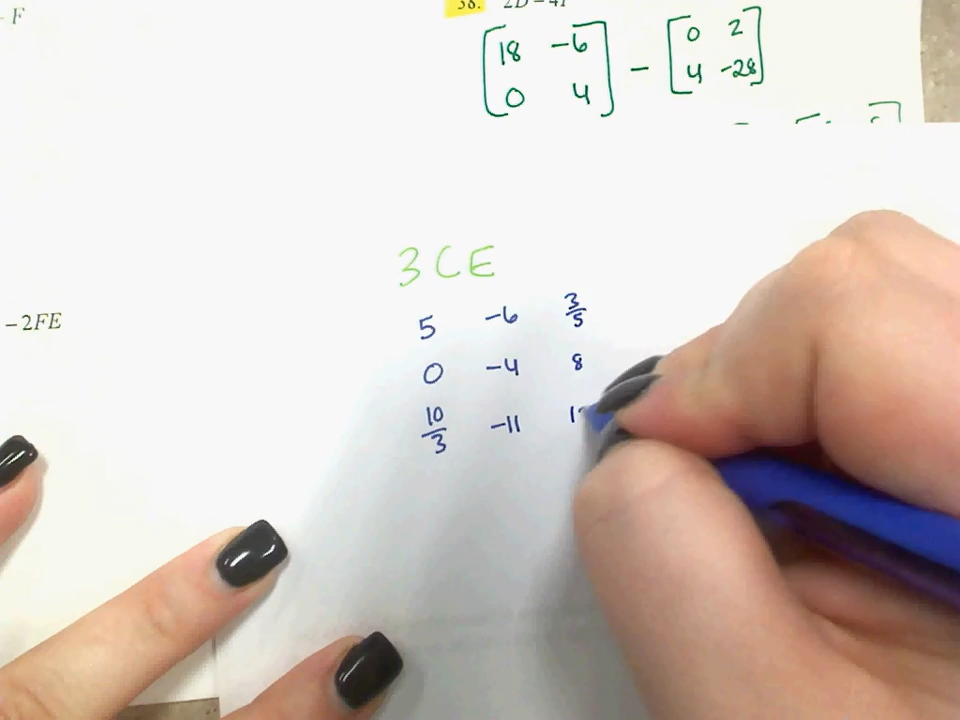 - F
38. 2D-4F
[18 -6] - [0 2]
[0 4] [4 -28]
3CE
-2FE
5 -6 3/5
0 -4 8
10/3 -11